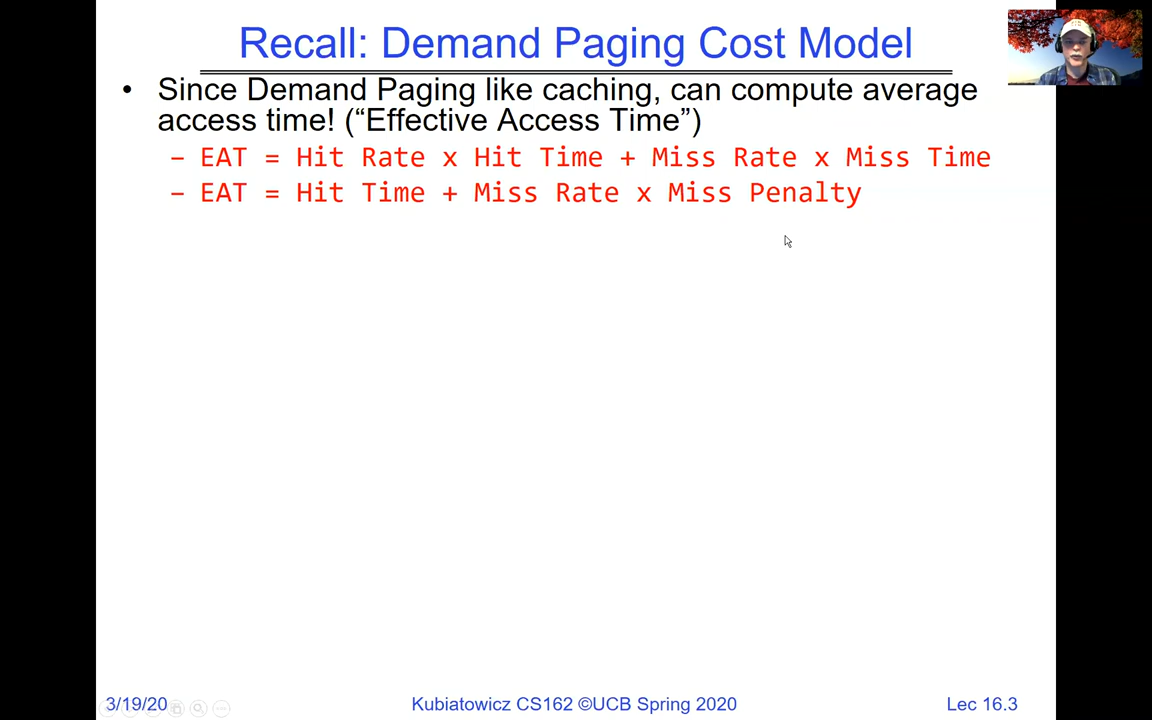 Recall: Demand Paging Cost Model
• Since Demand Paging like caching, can compute average
access time! (“Effective Access Time”)
– EAT = Hit Rate x Hit Time + Miss Rate x Miss Time
– EAT = Hit Time + Miss Rate x Miss Penalty
3/19/20
Kubiatowicz CS162 ©UCB Spring 2020
Lec 16.3